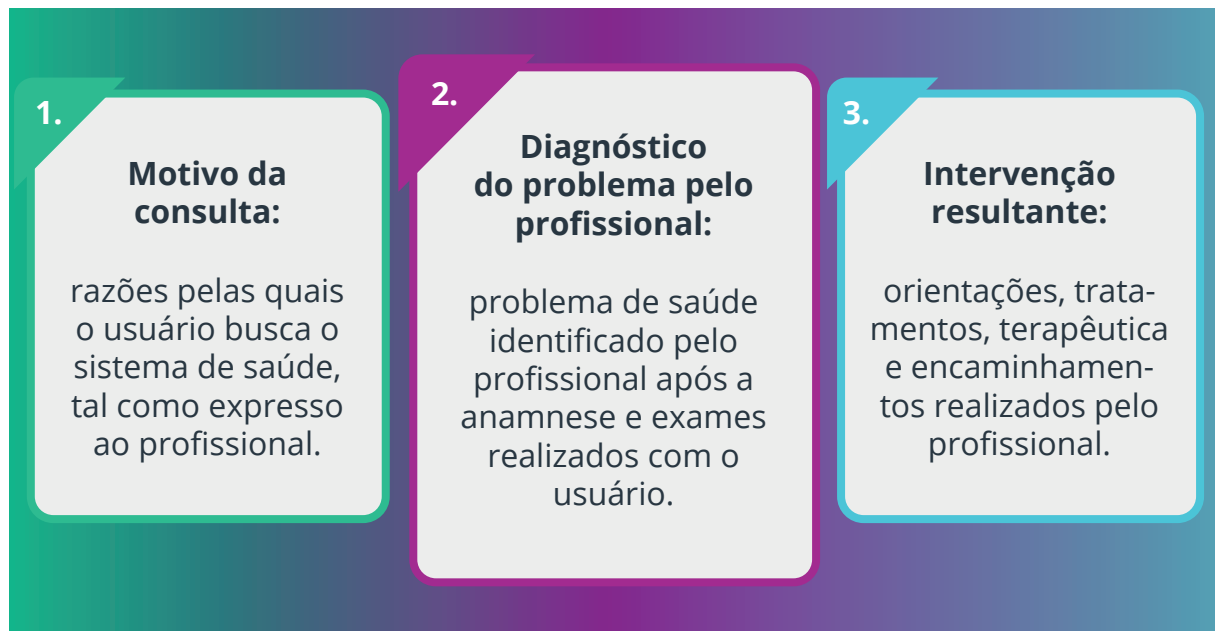 1.
Motivo da
consulta:
razões pelas quais
o usuário busca o
sistema de saúde,
tal como expresso
ao profissional.
2.
Diagnóstico
do problema pelo
profissional:
problema de saúde
identificado pelo
profissional após a
anamnese e exames
realizados com o
usuário.
3.
Intervenção
resultante:
orientações, trata-
mentos, terapêutica
e encaminhamen-
tos realizados pelo
profissional.